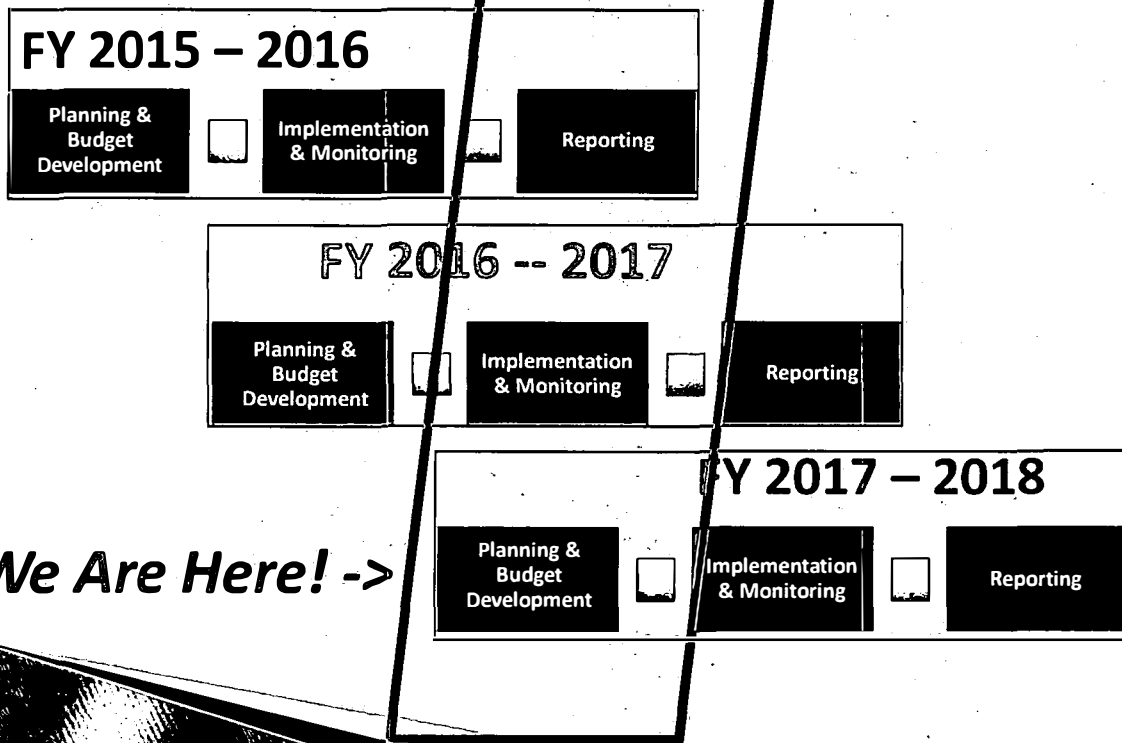 FY 2015 – 2016
Planning &
Budget
Development
Implementation
& Monitoring
Reporting
FY 2016 -- 2017
Planning &
Budget
Development
Implementation
& Monitoring
Reporting
FY 2017 – 2018
We Are Here! ->
Planning &
Budget
Development
Implementation
& Monitoring
Reporting